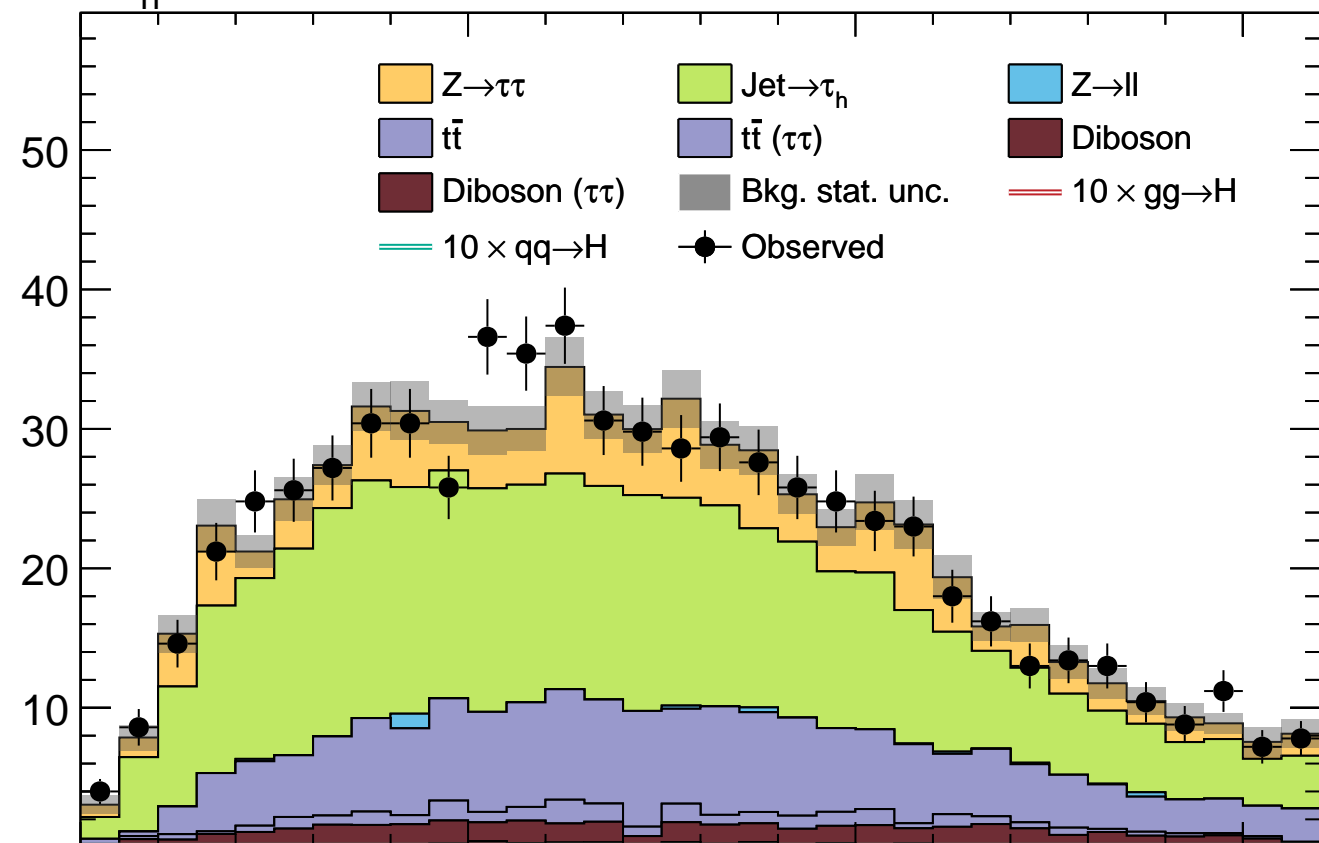 Z→ττ Jet→τh Z→ll
tt̄ tt̄ (ττ) Diboson
Diboson (ττ) Bkg. stat. unc. 10 × gg→H
10 × qq→H Observed
50
40
30
20
10